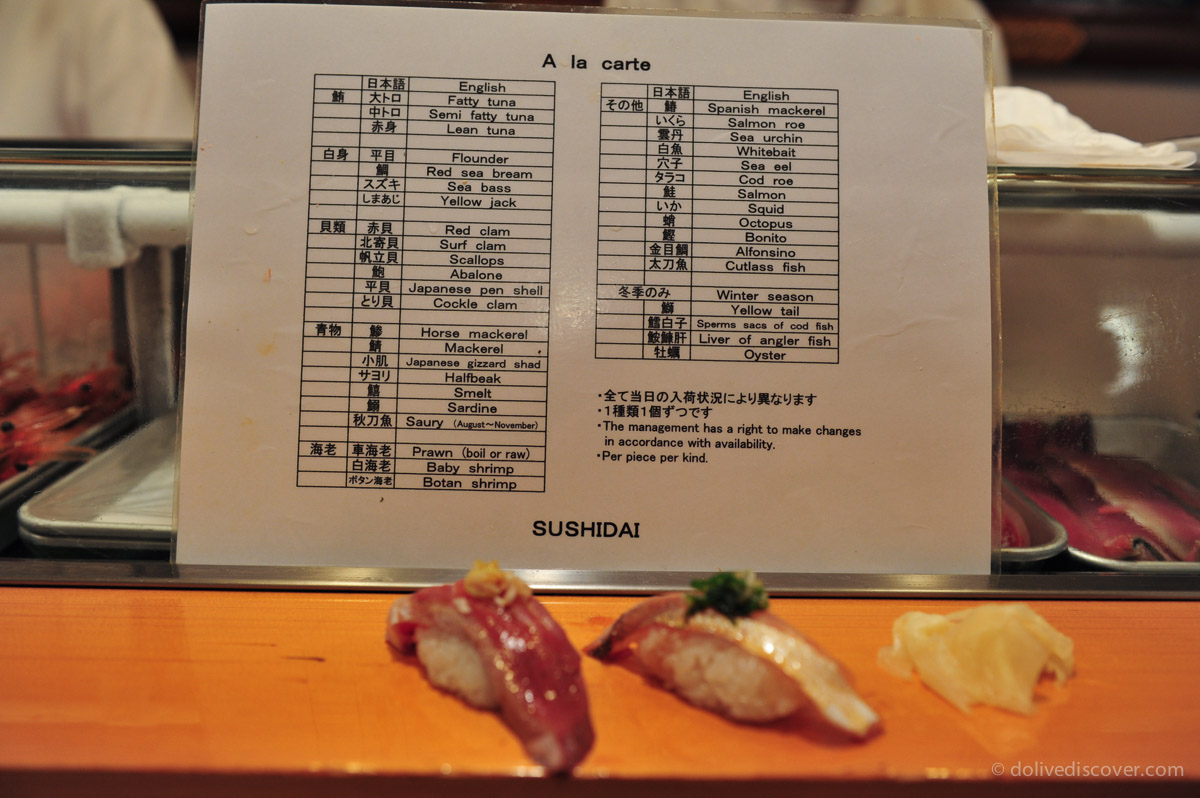 A la carte
日本語 English
鮪 大トロ Fatty tuna
中トロ Semi fatty tuna
赤身 Lean tuna
白身 平目 Flounder
鯛 Red sea bream
スズキ Sea bass
しまあじ Yellow jack
貝類 赤貝 Red clam
北寄貝 Surf clam
帆立貝 Scallops
鮑 Abalone
平貝 Japanese pen shell
とり貝 Cockle clam
青物 鯵 Horse mackerel
鯖 Mackerel
小肌 Japanese gizzard shad
サヨリ Halfbeak
鱚 Smelt
鰯 Sardine
秋刀魚 Saury (August～November)
海老 車海老 Prawn (boil or raw)
白海老 Baby shrimp
ボタン海老 Botan shrimp
日本語 English
その他 鰆 Spanish mackerel
いくら Salmon roe
雲丹 Sea urchin
白魚 Whitebait
穴子 Sea eel
タラコ Cod roe
鮭 Salmon
いか Squid
蛸 Octopus
鰹 Bonito
金目鯛 Alfonsino
太刀魚 Cutlass fish
冬季のみ Winter season
鰤 Yellow tail
鱈白子 Sperms sacs of cod fish
鮟鱇肝 Liver of angler fish
牡蠣 Oyster
・全て当日の入荷状況により異なります
・1種類1個ずつです
・The management has a right to make changes
in accordance with availability.
・Per piece per kind.
SUSHIDAI
© dolivediscover.com